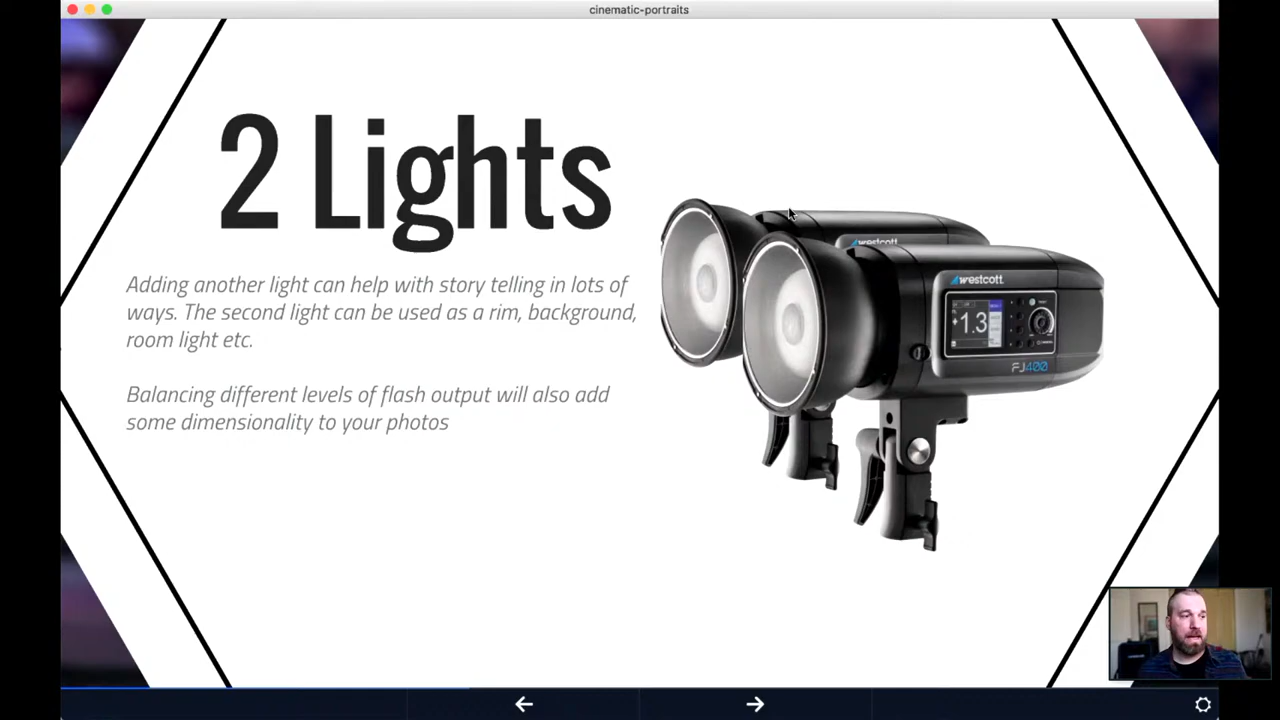 cinematic-portraits
2 Lights
Adding another light can help with story telling in lots of
ways. The second light can be used as a rim, background,
room light etc.
Balancing different levels of flash output will also add
some dimensionality to your photos
westcott
westcott
+1.3
FJ400